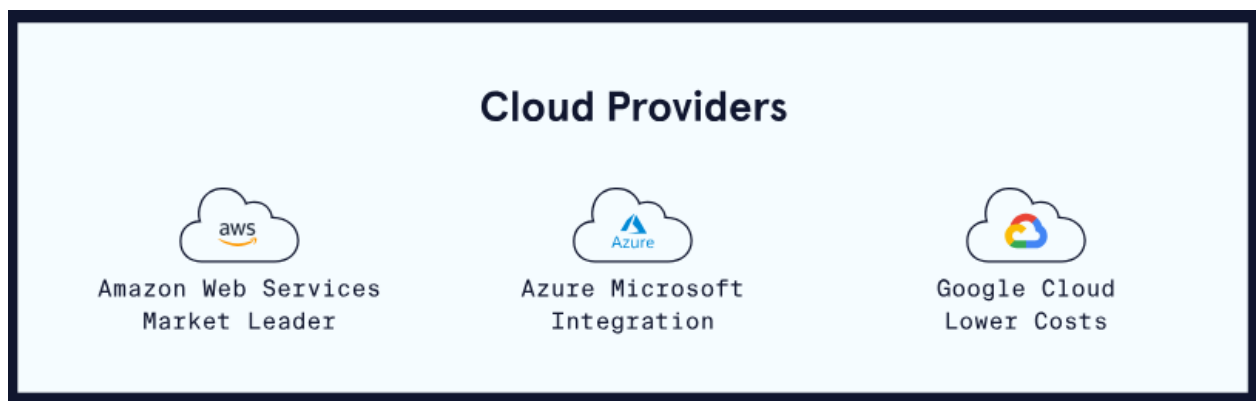 Cloud Providers
aws
Azure
Amazon Web Services
Market Leader
Azure Microsoft
Integration
Google Cloud
Lower Costs